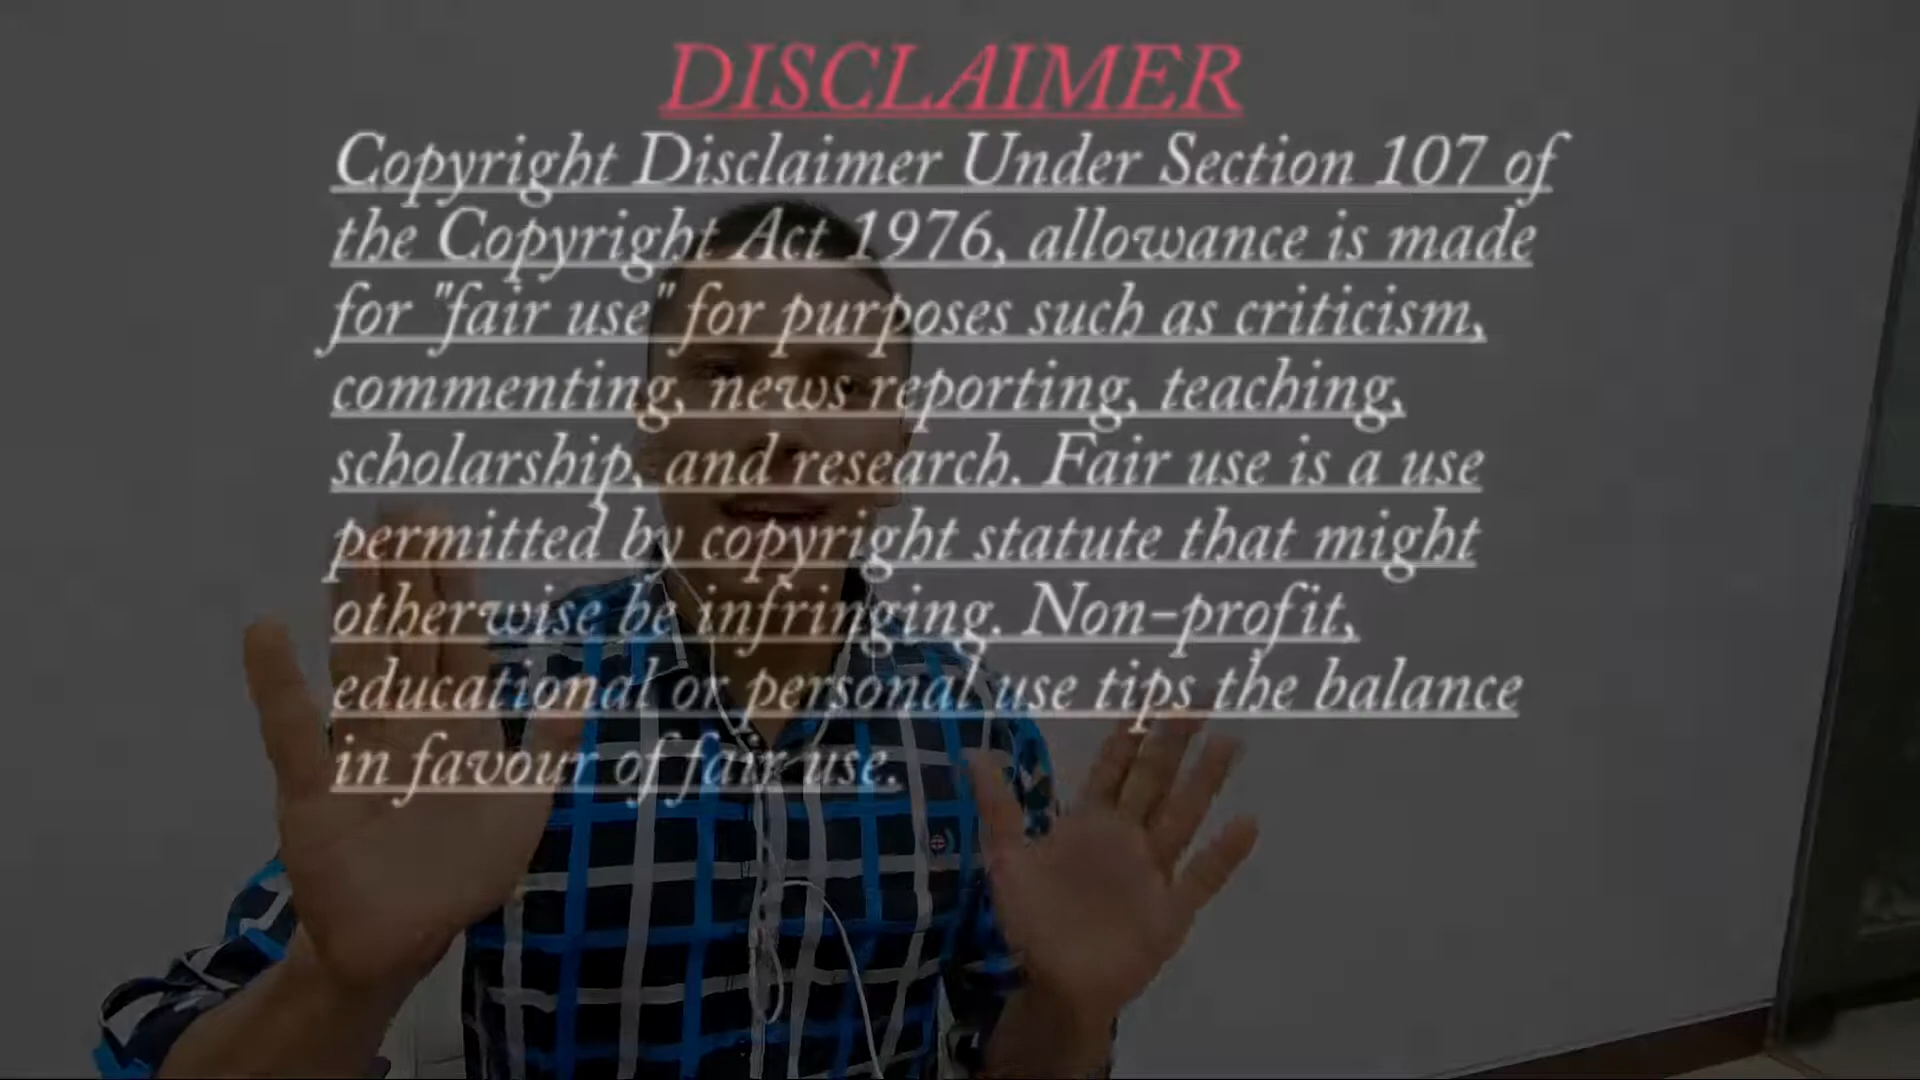 DISCLAIMER
Copyright Disclaimer Under Section 107 of
the Copyright Act 1976, allowance is made
for "fair use" for purposes such as criticism,
commenting, news reporting, teaching,
scholarship, and research. Fair use is a use
permitted by copyright statute that might
otherwise be infringing. Non-profit,
educational or personal use tips the balance
in favour of fair use.